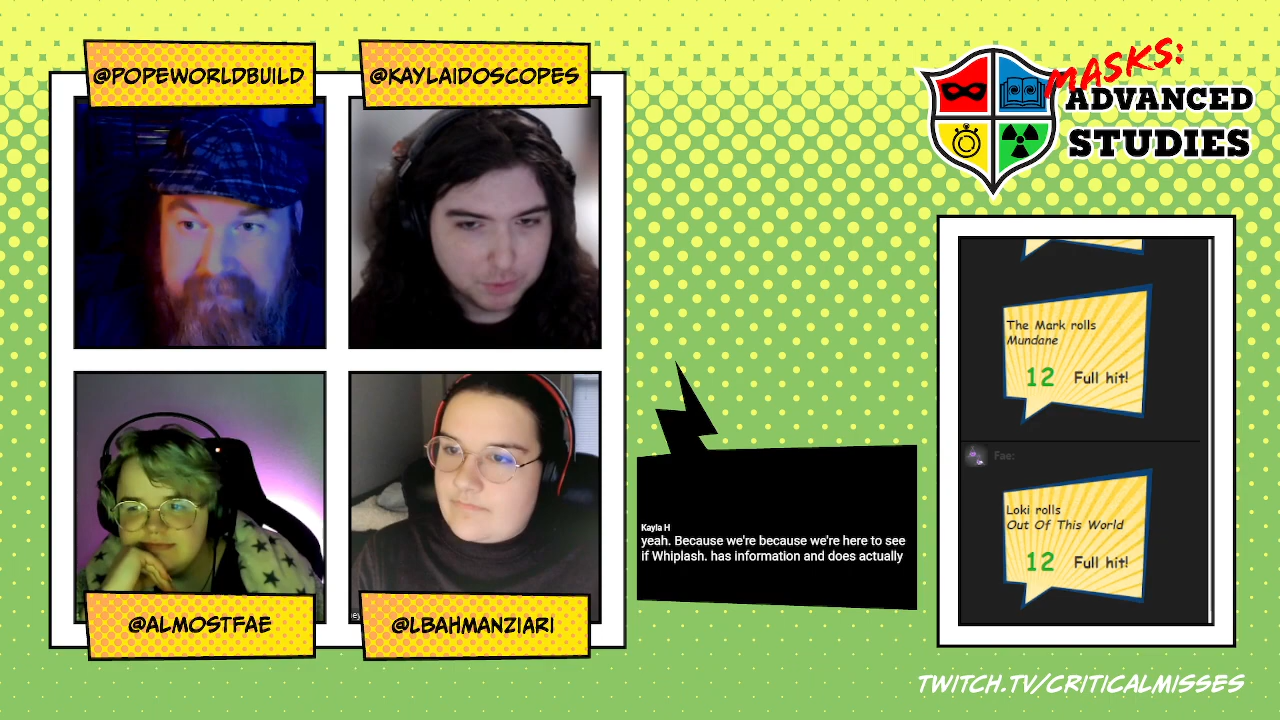 @POPEWORLDBUILD
@KAYLAIDOSCOPES
@ALMOSTFAE
@LBAHMANZIARI
Kayla H
yeah. Because we're because we're here to see
if Whiplash. has information and does actually
MASKS:
ADVANCED
STUDIES
The Mark rolls
Mundane
12 Full hit!
Fae:
Loki rolls
Out Of This World
12 Full hit!
TWITCH.TV/CRITICALMISSES